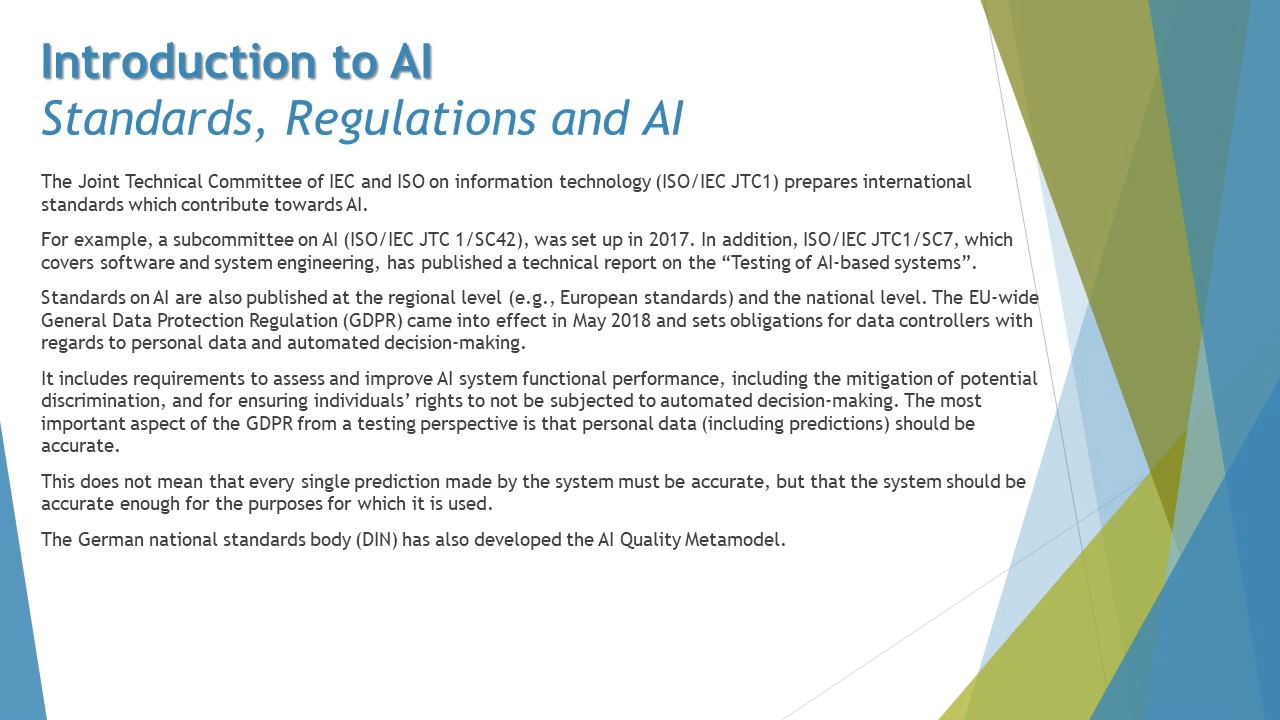 Introduction to AI
Standards, Regulations and AI
The Joint Technical Committee of IEC and ISO on information technology (ISO/IEC JTC1) prepares international
standards which contribute towards AI.
For example, a subcommittee on AI (ISO/IEC JTC 1/SC42), was set up in 2017. In addition, ISO/IEC JTC1/SC7, which
covers software and system engineering, has published a technical report on the “Testing of AI-based systems”.
Standards on AI are also published at the regional level (e.g., European standards) and the national level. The EU-wide
General Data Protection Regulation (GDPR) came into effect in May 2018 and sets obligations for data controllers with
regards to personal data and automated decision-making.
It includes requirements to assess and improve AI system functional performance, including the mitigation of potential
discrimination, and for ensuring individuals’ rights to not be subjected to automated decision-making. The most
important aspect of the GDPR from a testing perspective is that personal data (including predictions) should be
accurate.
This does not mean that every single prediction made by the system must be accurate, but that the system should be
accurate enough for the purposes for which it is used.
The German national standards body (DIN) has also developed the AI Quality Metamodel.